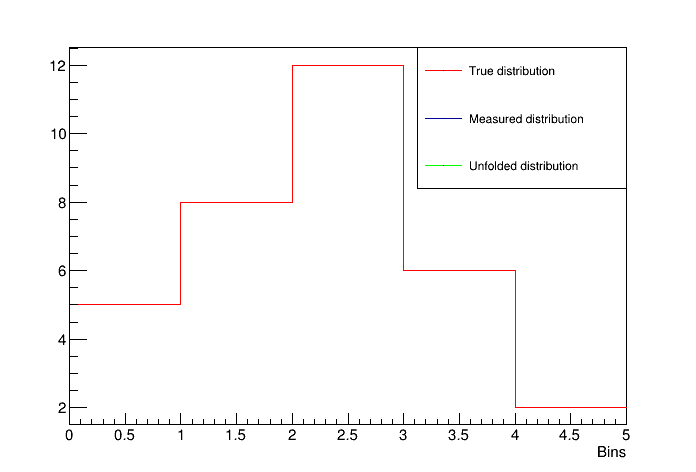 12
True distribution
Measured distribution
10
Unfolded distribution
8
6
4
2
0 0.5 1 1.5 2 2.5 3 3.5 4 4.5 5
Bins